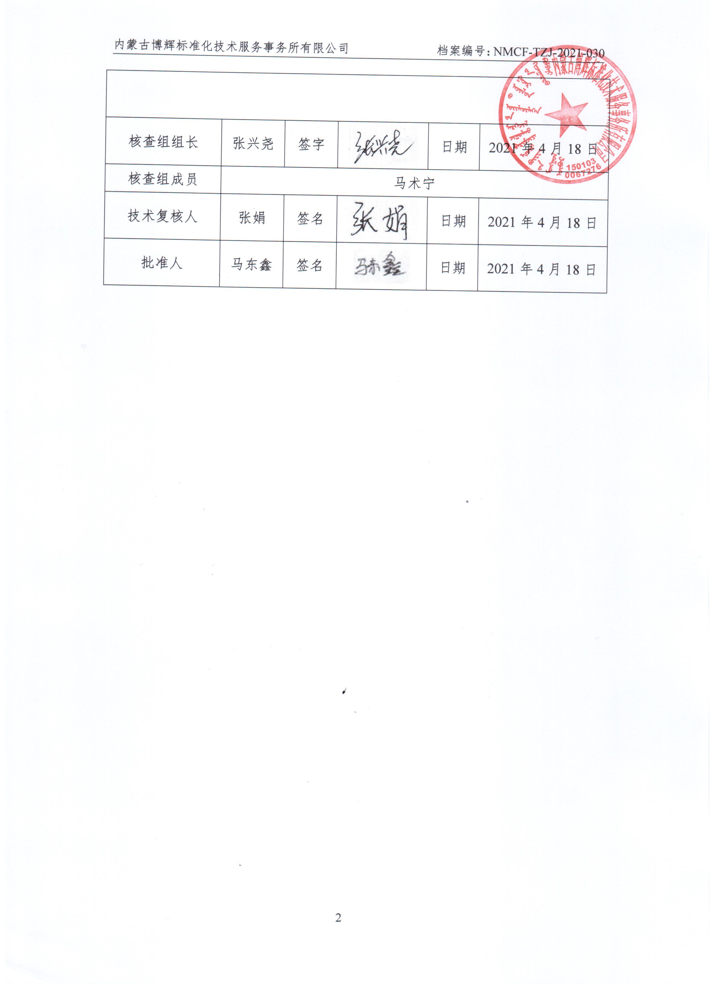 内蒙古博辉标准化技术服务事务所有限公司 档案编号：NMCF-TZJ-2021-030
内蒙古博辉标准化技术服务事务所有限公司
150103
0067276
核查组组长 张兴尧 签字 张兴尧 日期 2021 年 4 月 18 日
核查组成员 马术宁
技术复核人 张娟 签名 张娟 日期 2021 年 4 月 18 日
批准人 马东鑫 签名 马东鑫 日期 2021 年 4 月 18 日
2